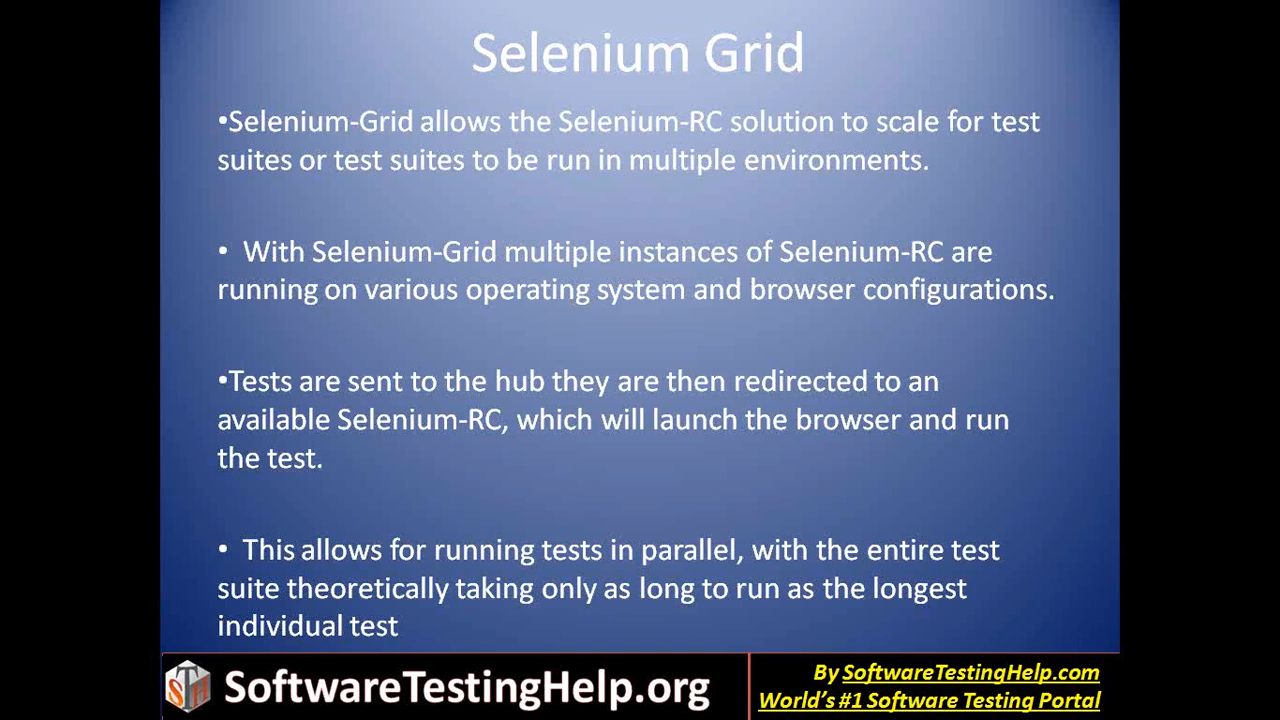 Selenium Grid
•Selenium-Grid allows the Selenium-RC solution to scale for test
suites or test suites to be run in multiple environments.
• With Selenium-Grid multiple instances of Selenium-RC are
running on various operating system and browser configurations.
•Tests are sent to the hub they are then redirected to an
available Selenium-RC, which will launch the browser and run
the test.
• This allows for running tests in parallel, with the entire test
suite theoretically taking only as long to run as the longest
individual test
STH
SoftwareTestingHelp.org
By SoftwareTestingHelp.com
World's #1 Software Testing Portal